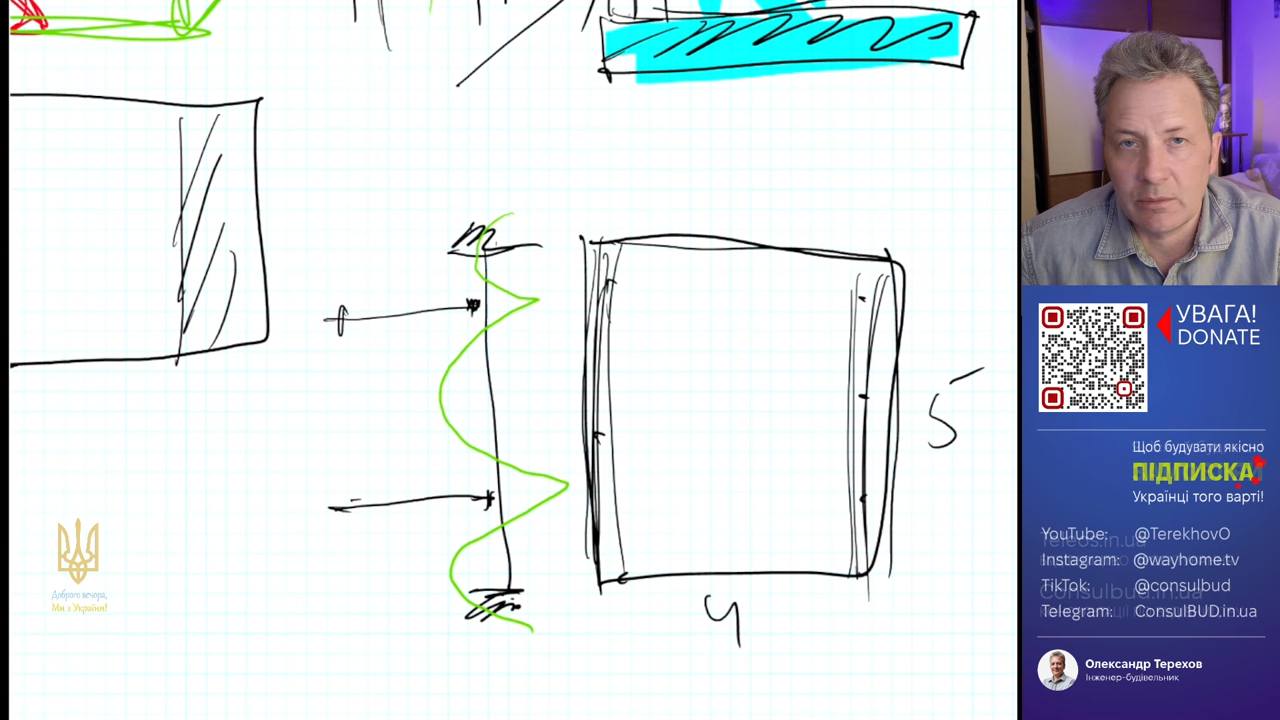 5
4
Доброго вечора,
Ми з України!
УВАГА!
DONATE
Щоб будувати якісно
ПІДПИСКА
Українці того варті!
YouTube: @TerekhovO
Instagram: @wayhome.tv
TikTok: @consulbud
Telegram: ConsulBUD.in.ua
Олександр Терехов
Інженер-будівельник